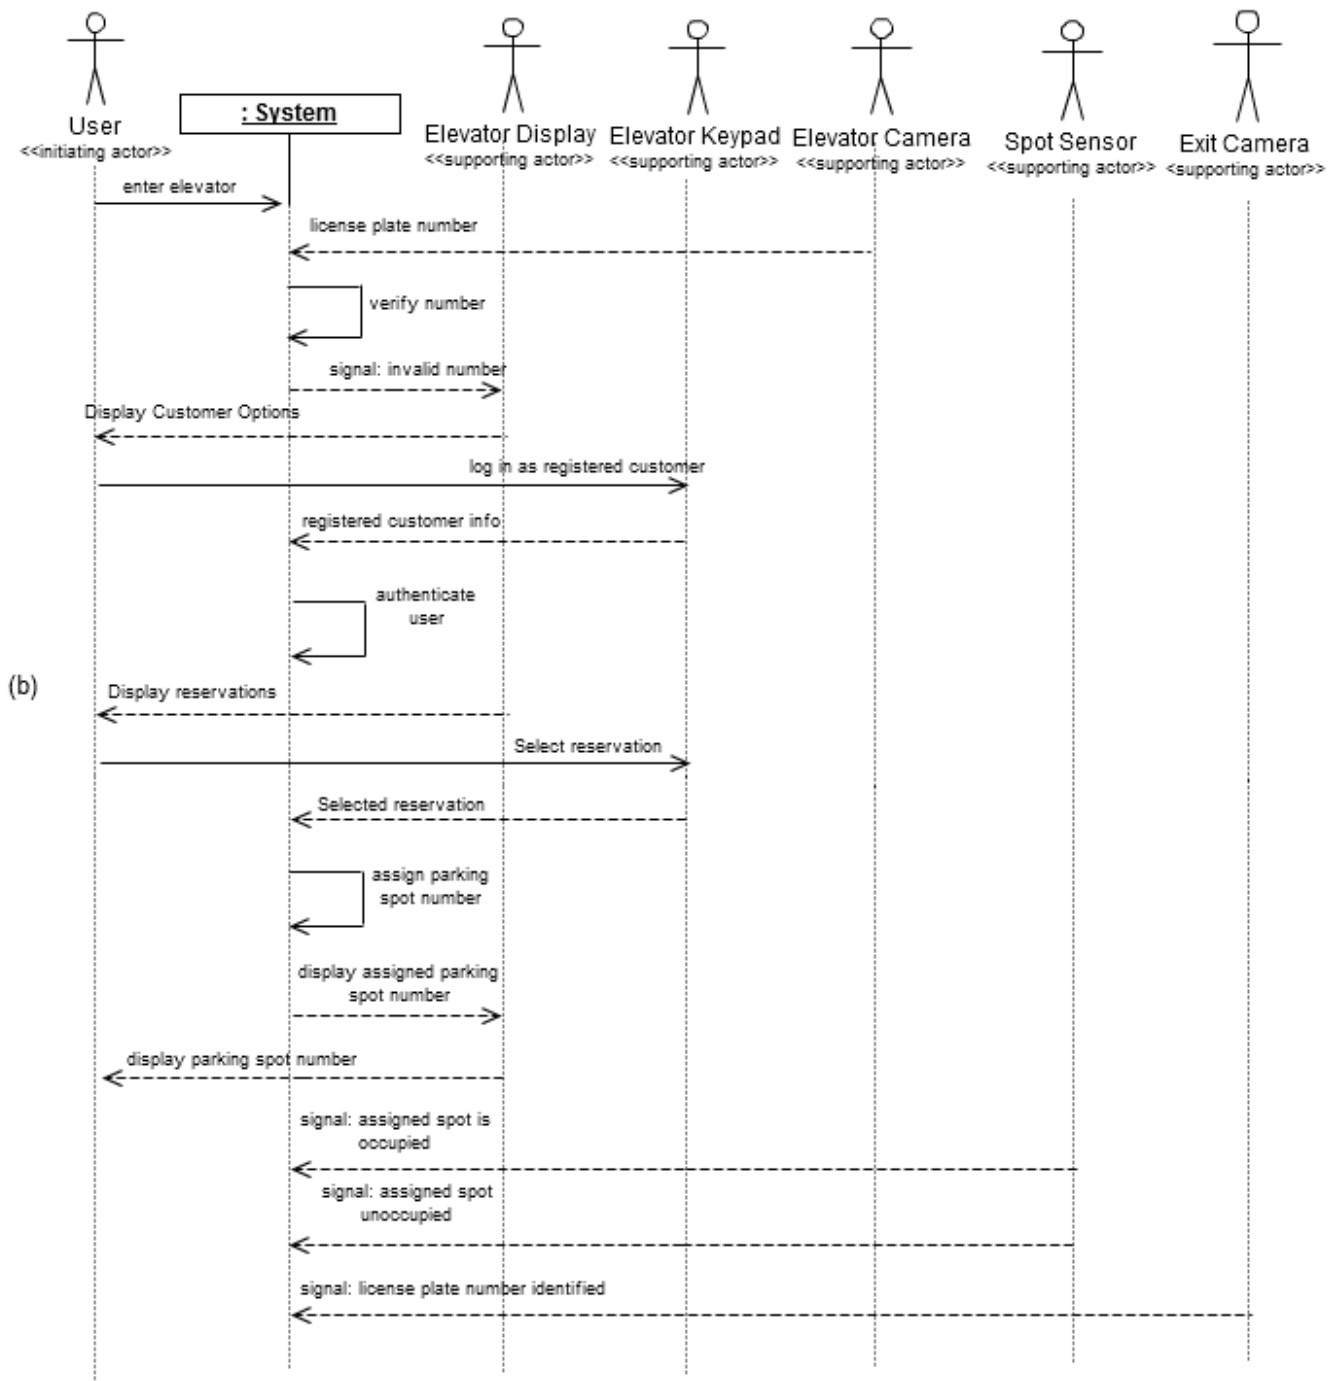 : System
User
<<initiating actor>>
Elevator Display
<<supporting actor>>
Elevator Keypad
<<supporting actor>>
Elevator Camera
<<supporting actor>>
Spot Sensor
<<supporting actor>>
Exit Camera
<supporting actor>>
enter elevator
license plate number
verify number
signal: invalid number
Display Customer Options
log in as registered customer
registered customer info
authenticate
user
(b)
Display reservations
Select reservation
Selected reservation
assign parking
spot number
display assigned parking
spot number
display parking spot number
signal: assigned spot is
occupied
signal: assigned spot
unoccupied
signal: license plate number identified